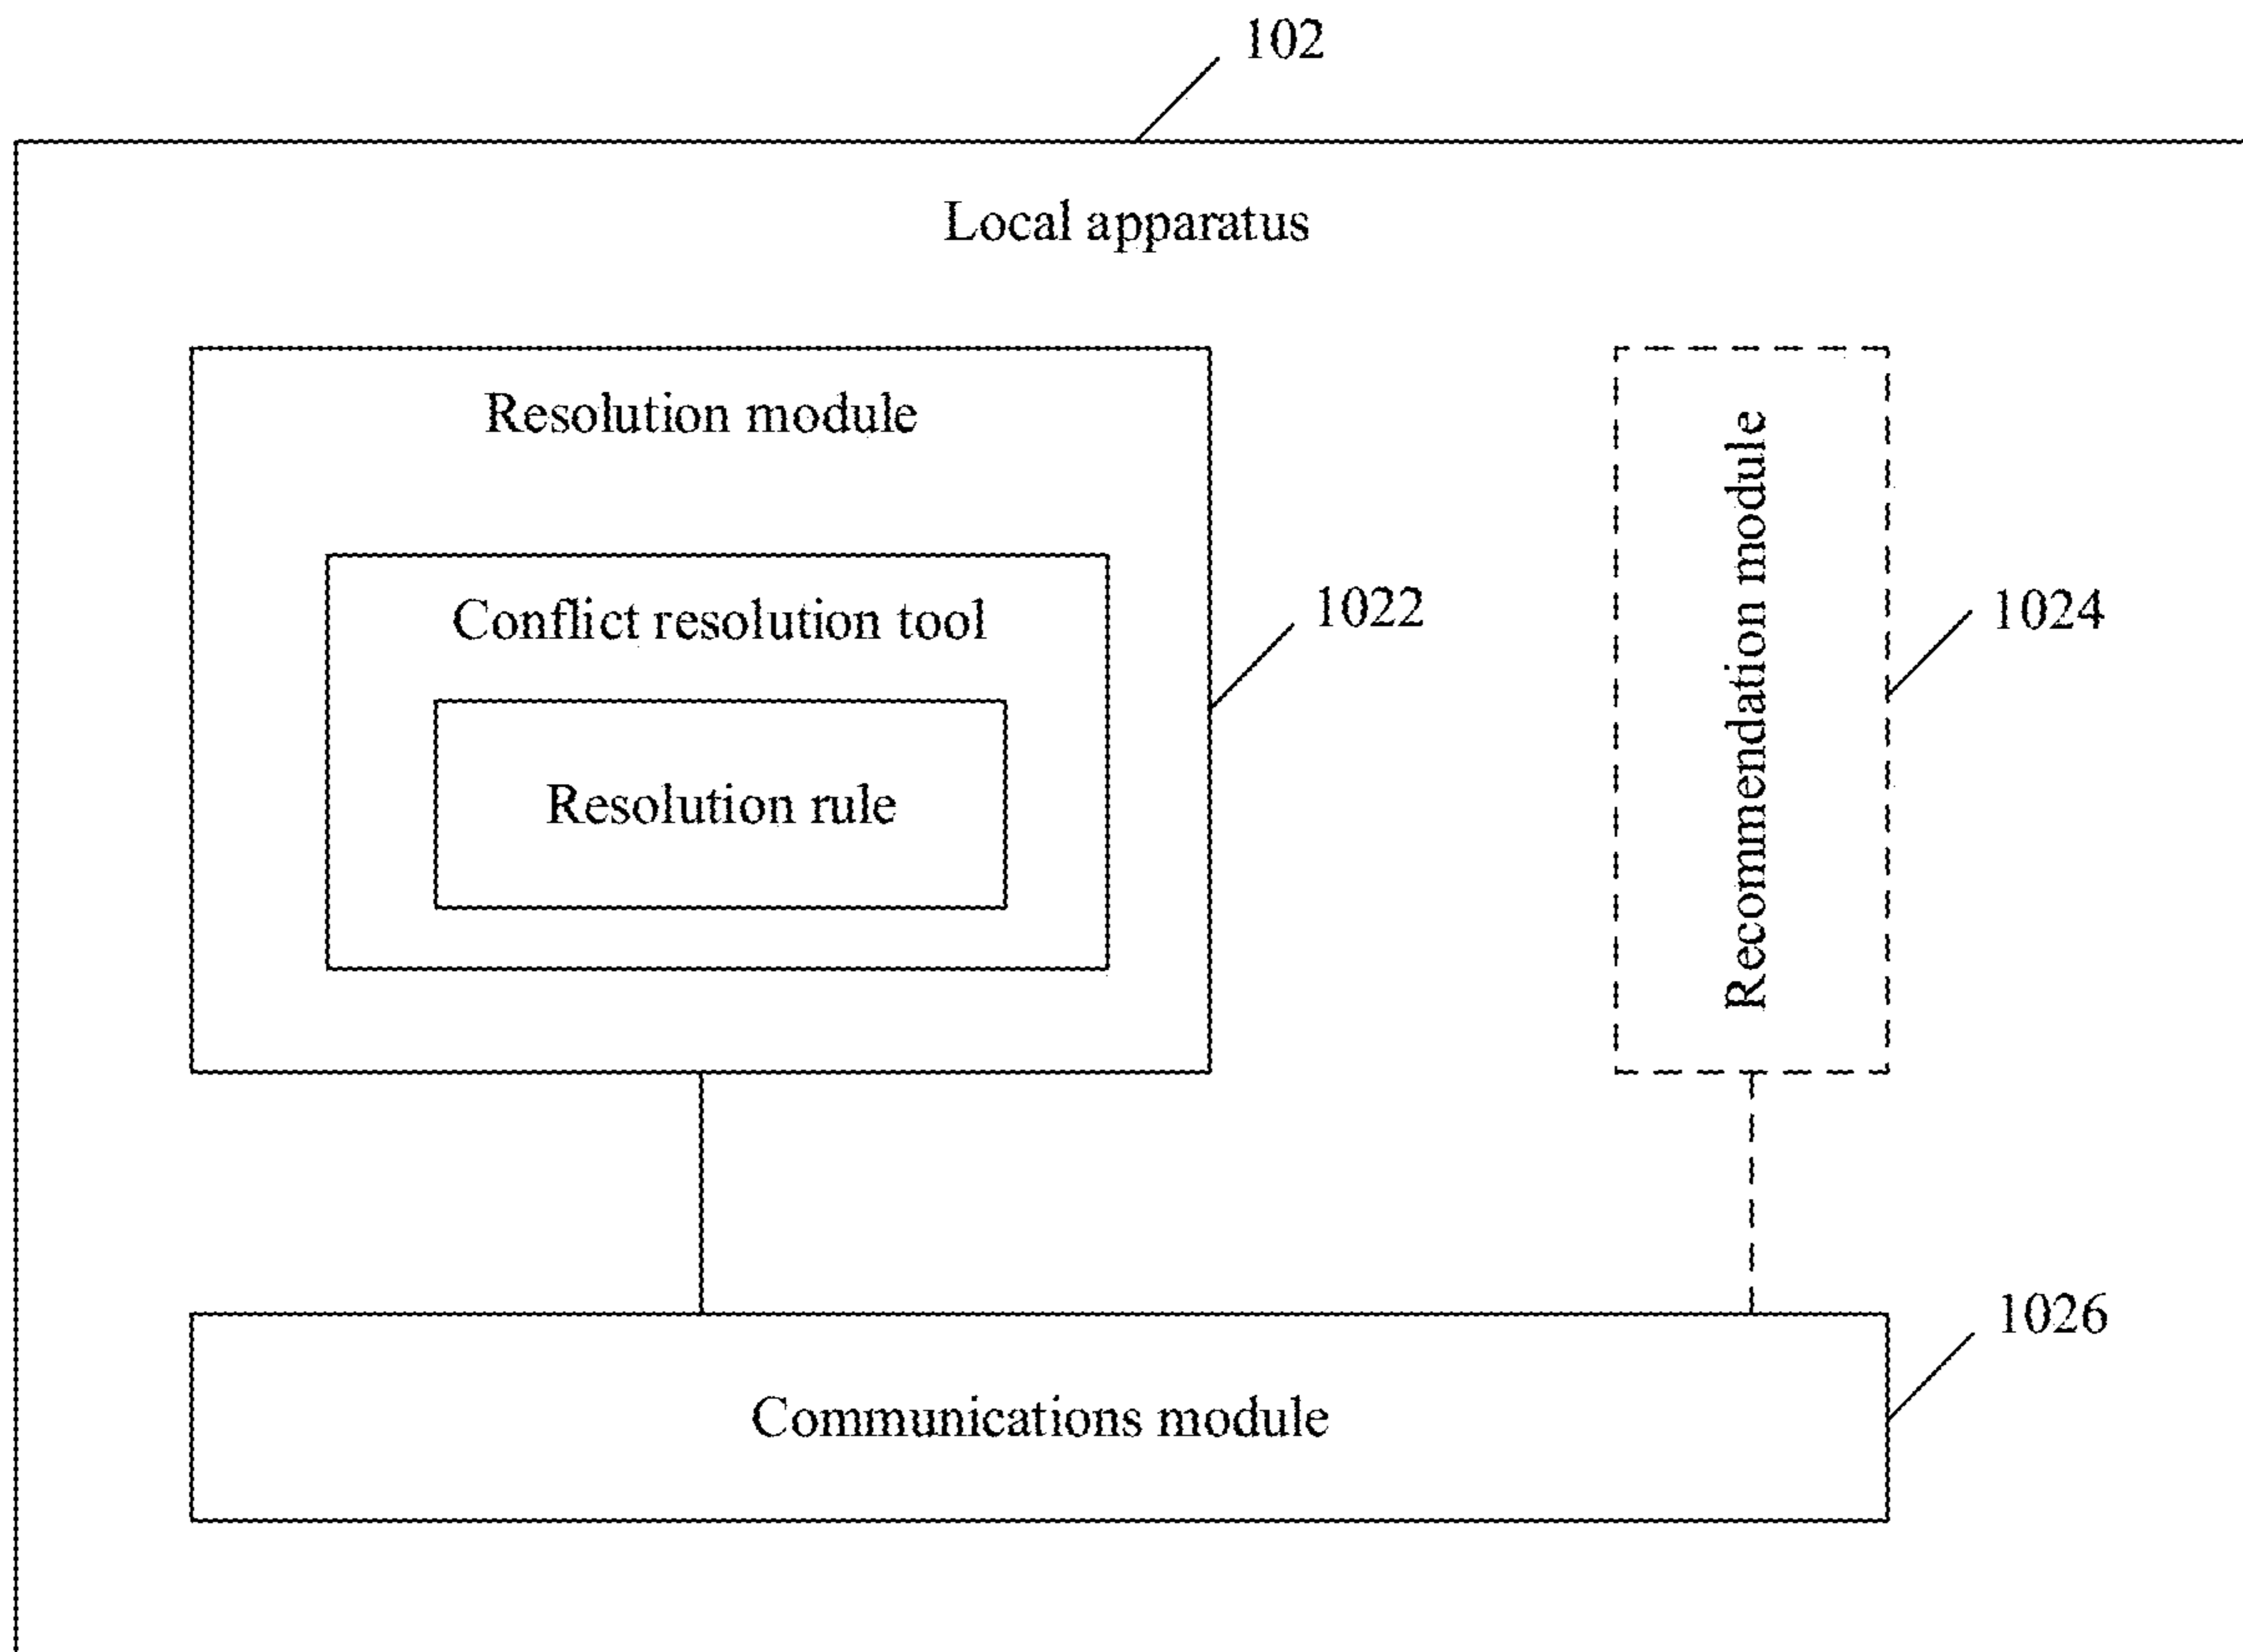 102
Local apparatus
Resolution module
Conflict resolution tool
1022
Resolution rule
Recommendation module
1024
1026
Communications module